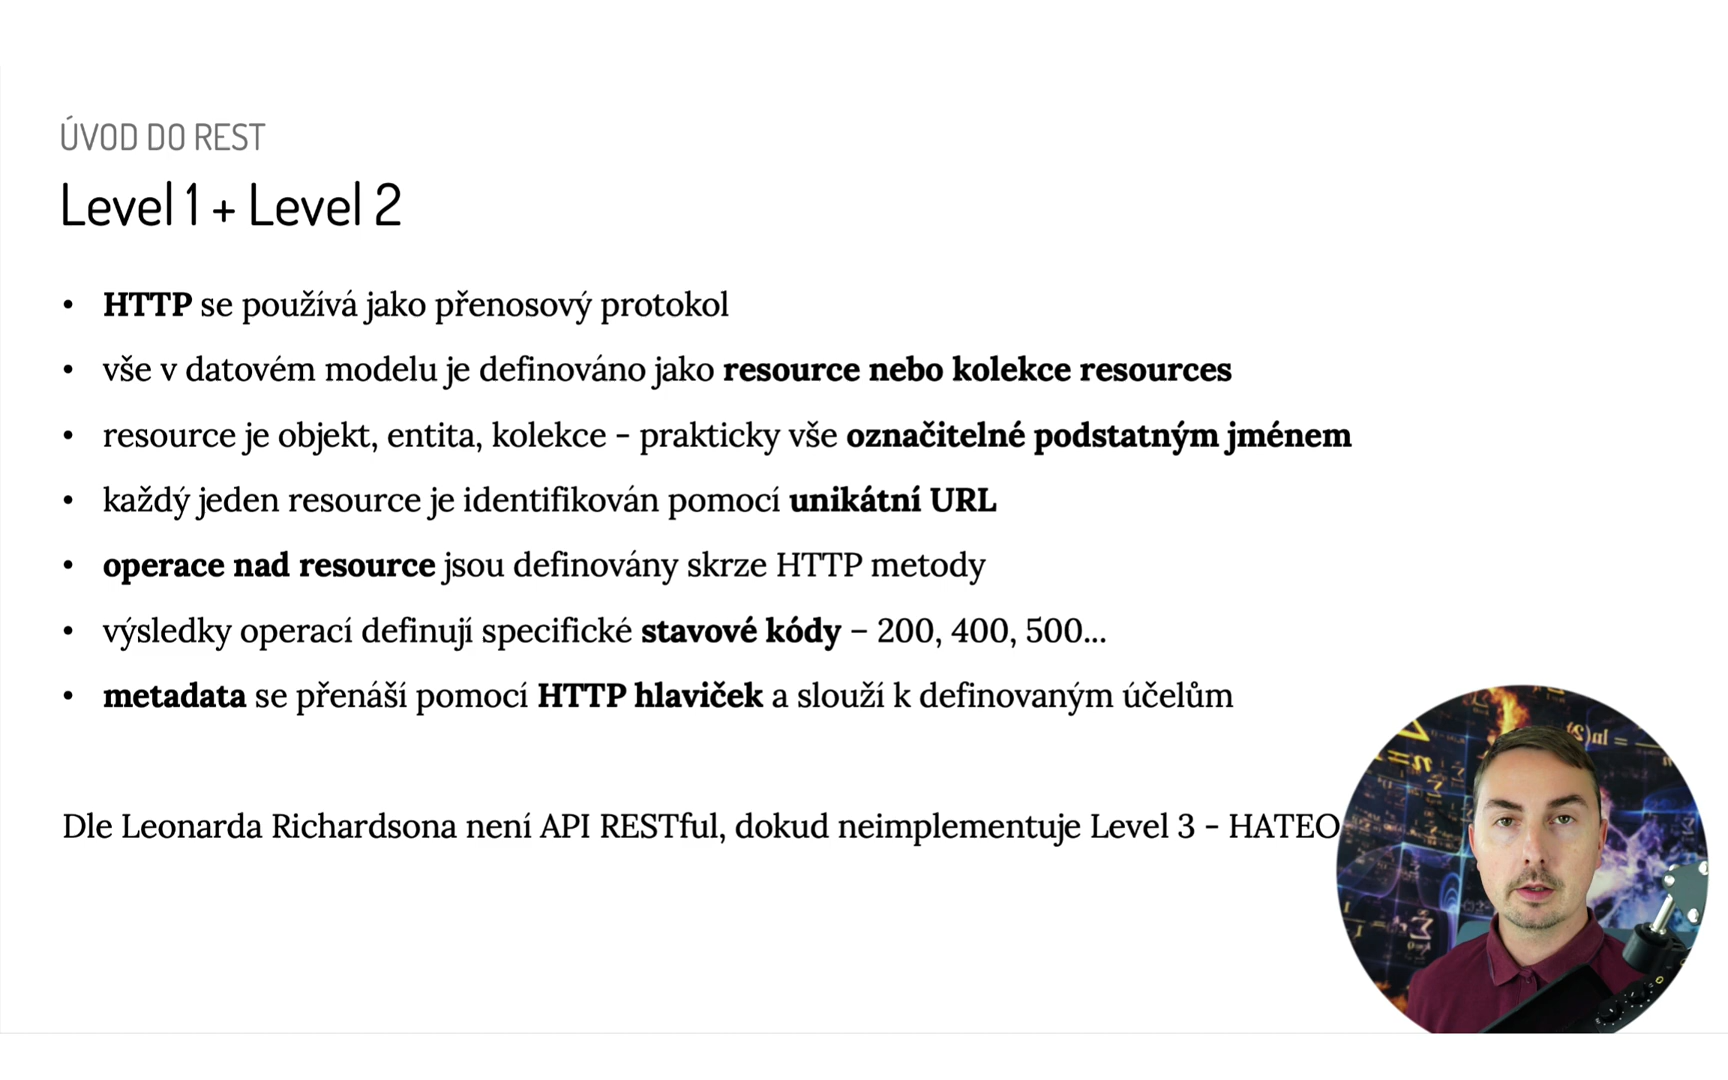 ÚVOD DO REST
Level 1 + Level 2
• HTTP se používá jako přenosový protokol
• vše v datovém modelu je definováno jako resource nebo kolekce resources
• resource je objekt, entita, kolekce - prakticky vše označitelné podstatným jménem
• každý jeden resource je identifikován pomocí unikátní URL
• operace nad resource jsou definovány skrze HTTP metody
• výsledky operací definují specifické stavové kódy – 200, 400, 500...
• metadata se přenáší pomocí HTTP hlaviček a slouží k definovaným účelům
Dle Leonarda Richardsona není API RESTful, dokud neimplementuje Level 3 - HATEO